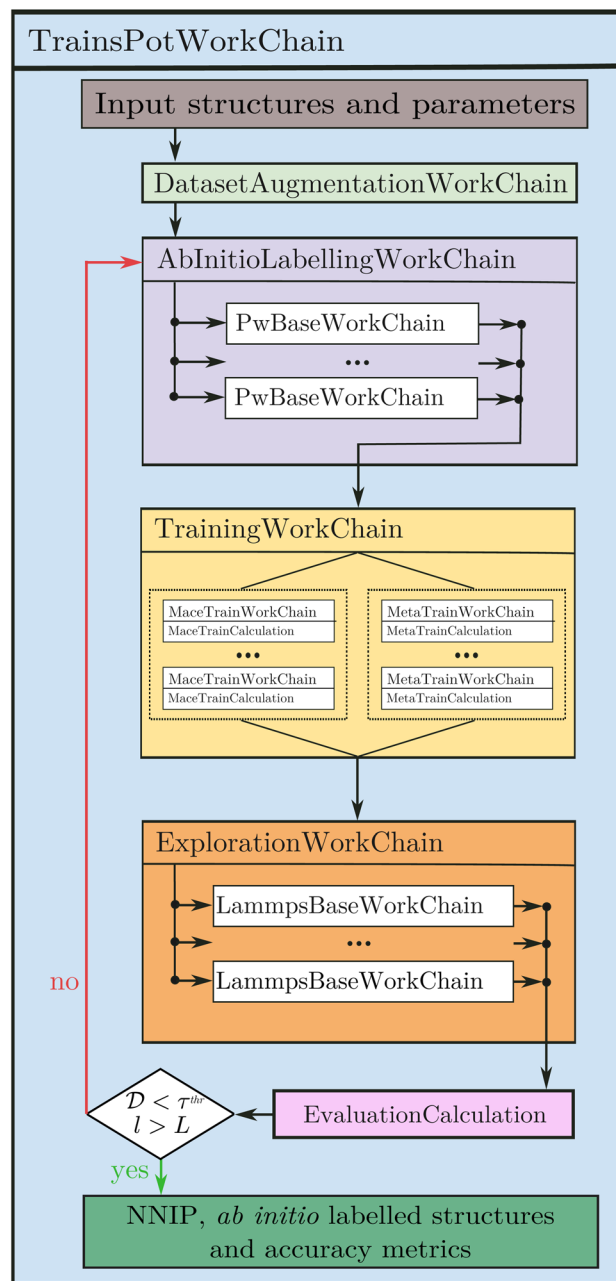 TrainsPotWorkChain
Input structures and parameters
DatasetAugmentationWorkChain
AbInitioLabellingWorkChain
PwBaseWorkChain
...
PwBaseWorkChain
TrainingWorkChain
MaceTrainWorkChain
MaceTrainCalculation
...
MaceTrainWorkChain
MaceTrainCalculation
MetaTrainWorkChain
MetaTrainCalculation
...
MetaTrainWorkChain
MetaTrainCalculation
ExplorationWorkChain
LammpsBaseWorkChain
...
LammpsBaseWorkChain
no
𝒟 < τ^thr
l > L
EvaluationCalculation
yes
NNIP, ab initio labelled structures
and accuracy metrics